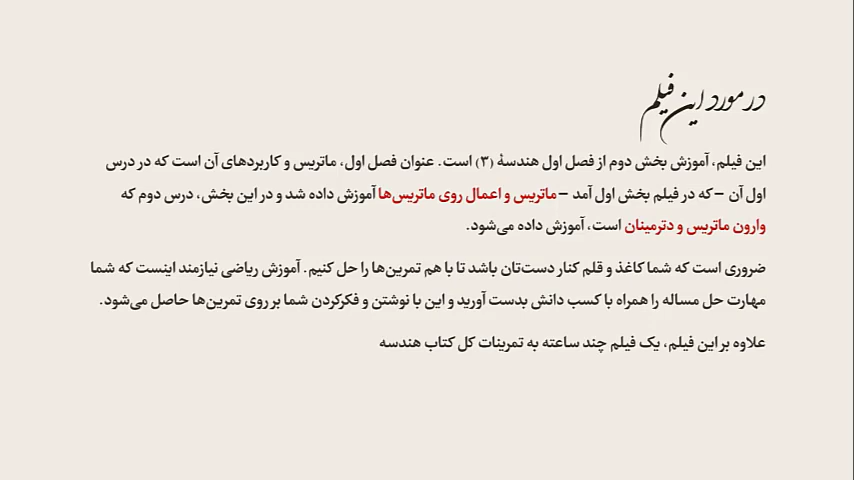 در مورد این فیلم
این فیلم، آموزش بخش دوم از فصل اول هندسهٔ (۳) است. عنوان فصل اول، ماتریس و کاربردهای آن است که در درس
اول آن – که در فیلم بخش اول آمد – ماتریس و اعمال روی ماتریس‌ها آموزش داده شد و در این بخش، درس دوم که
وارون ماتریس و دترمینان است، آموزش داده می‌شود.
ضروری است که شما کاغذ و قلم کنار دست‌تان باشد تا با هم تمرین‌ها را حل کنیم. آموزش ریاضی نیازمند اینست که شما
مهارت حل مساله را همراه با کسب دانش بدست آورید و این با نوشتن و فکرکردن شما بر روی تمرین‌ها حاصل می‌شود.
علاوه بر این فیلم، یک فیلم چند ساعته به تمرینات کل کتاب هندسه